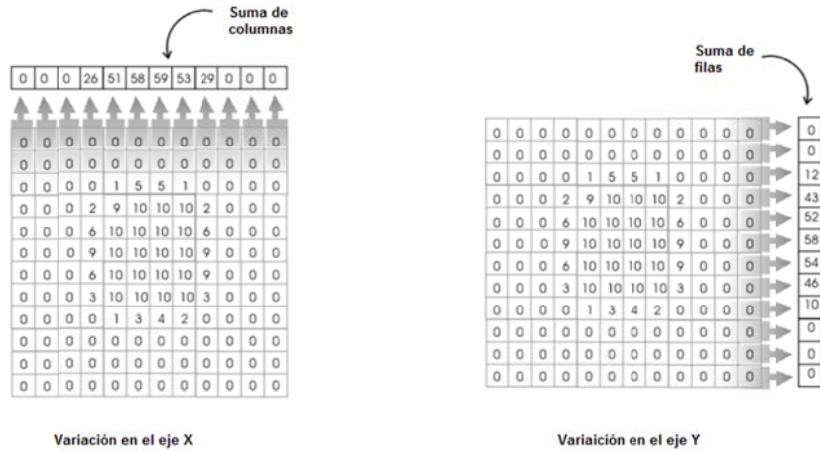 Suma de
columnas
0 0 0 26 51 58 59 53 29 0 0 0
0 0 0 0 0 0 0 0 0 0 0 0
0 0 0 0 0 0 0 0 0 0 0 0
0 0 0 0 1 5 5 1 0 0 0 0
0 0 0 2 9 10 10 10 2 0 0 0
0 0 0 6 10 10 10 10 6 0 0 0
0 0 0 9 10 10 10 10 9 0 0 0
0 0 0 6 10 10 10 10 9 0 0 0
0 0 0 3 10 10 10 10 3 0 0 0
0 0 0 0 1 3 4 2 0 0 0 0
0 0 0 0 0 0 0 0 0 0 0 0
0 0 0 0 0 0 0 0 0 0 0 0
0 0 0 0 0 0 0 0 0 0 0 0
Variación en el eje X
Suma de
filas
0 0 0 0 0 0 0 0 0 0 0 0 0
0 0 0 0 0 0 0 0 0 0 0 0 0
0 0 0 0 1 5 5 1 0 0 0 0 12
0 0 0 2 9 10 10 10 2 0 0 0 43
0 0 0 6 10 10 10 10 6 0 0 0 52
0 0 0 9 10 10 10 10 9 0 0 0 58
0 0 0 6 10 10 10 10 9 0 0 0 54
0 0 0 3 10 10 10 10 3 0 0 0 46
0 0 0 0 1 3 4 2 0 0 0 0 10
0 0 0 0 0 0 0 0 0 0 0 0 0
0 0 0 0 0 0 0 0 0 0 0 0 0
0 0 0 0 0 0 0 0 0 0 0 0 0
Variaición en el eje Y